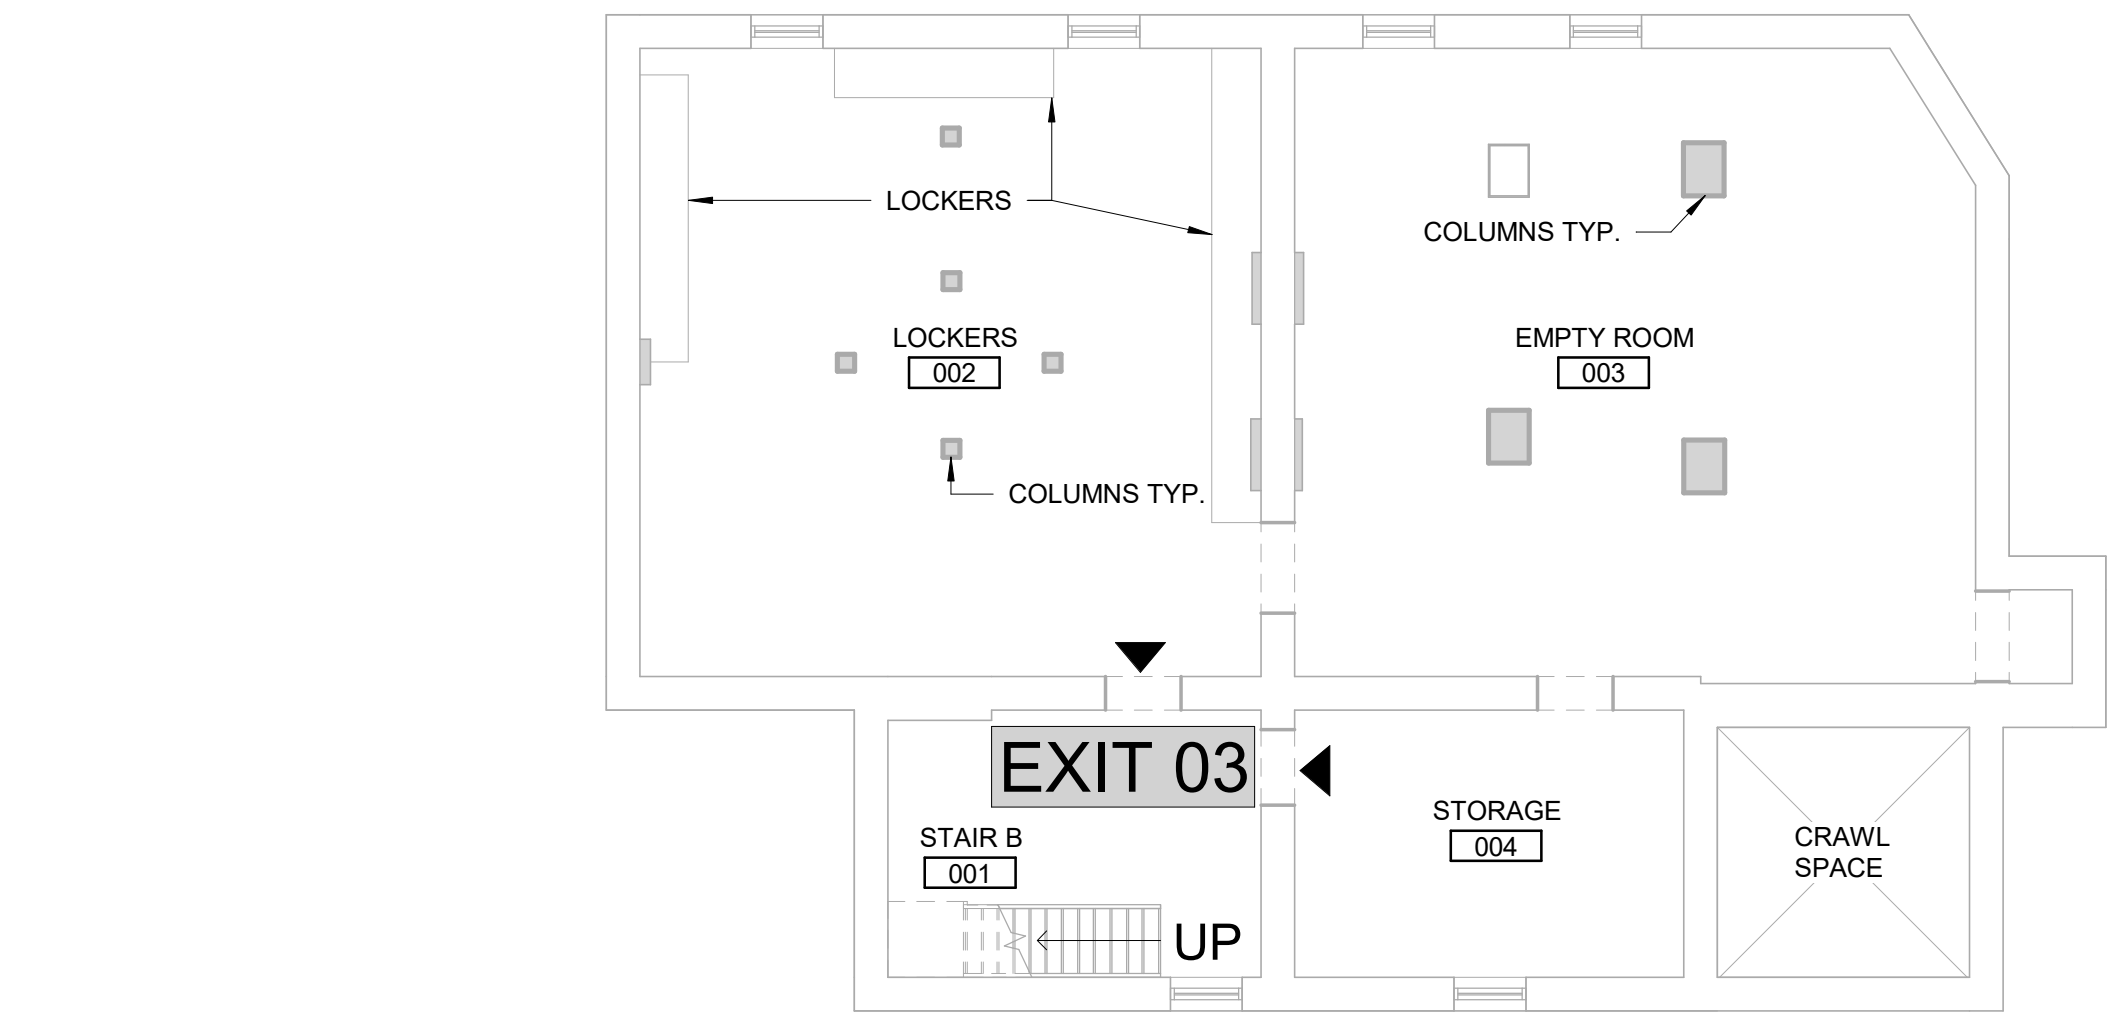 LOCKERS
COLUMNS TYP.
LOCKERS
002
EMPTY ROOM
003
COLUMNS TYP.
EXIT 03
STORAGE
004
STAIR B
001
CRAWL
SPACE
UP